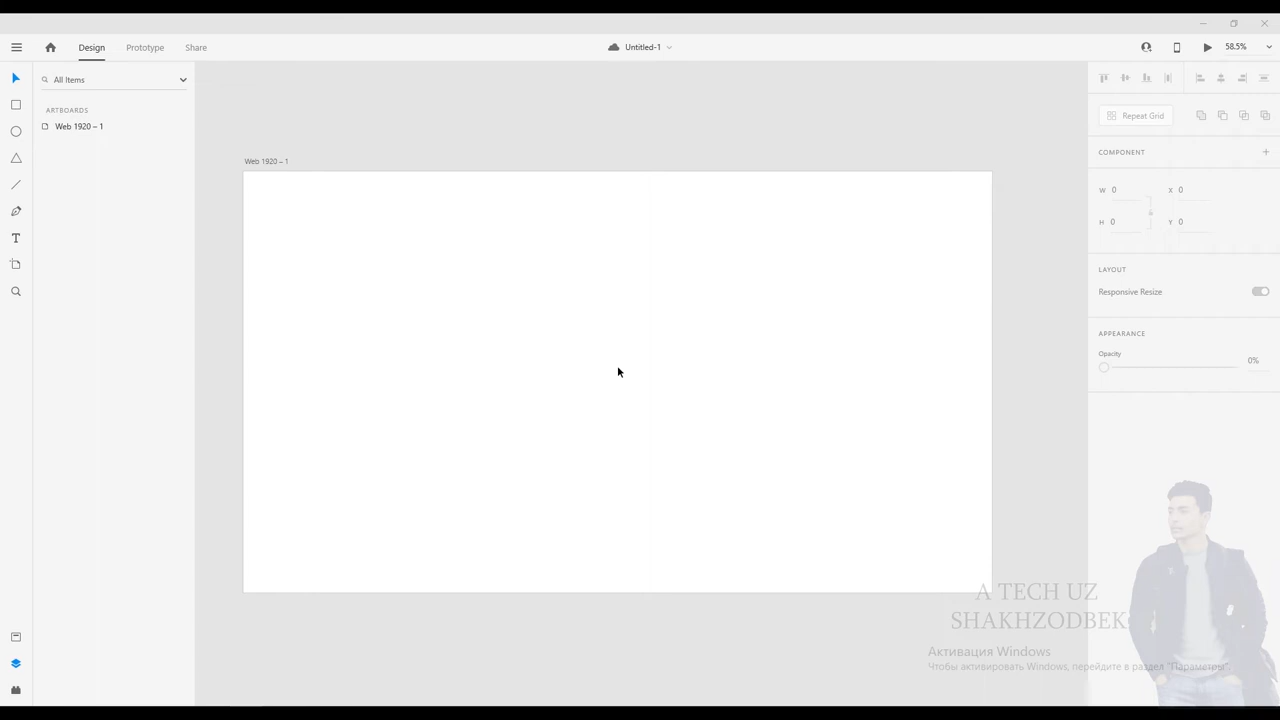 Design
Prototype
Share
Untitled-1
58.5%
All Items
ARTBOARDS
Web 1920 – 1
Web 1920 – 1
Repeat Grid
COMPONENT
W 0
X 0
H 0
Y 0
LAYOUT
Responsive Resize
APPEARANCE
Opacity
0%
A TECH UZ
SHAKHZODBEK
Активация Windows
Чтобы активировать Windows, перейдите в раздел "Параметры".